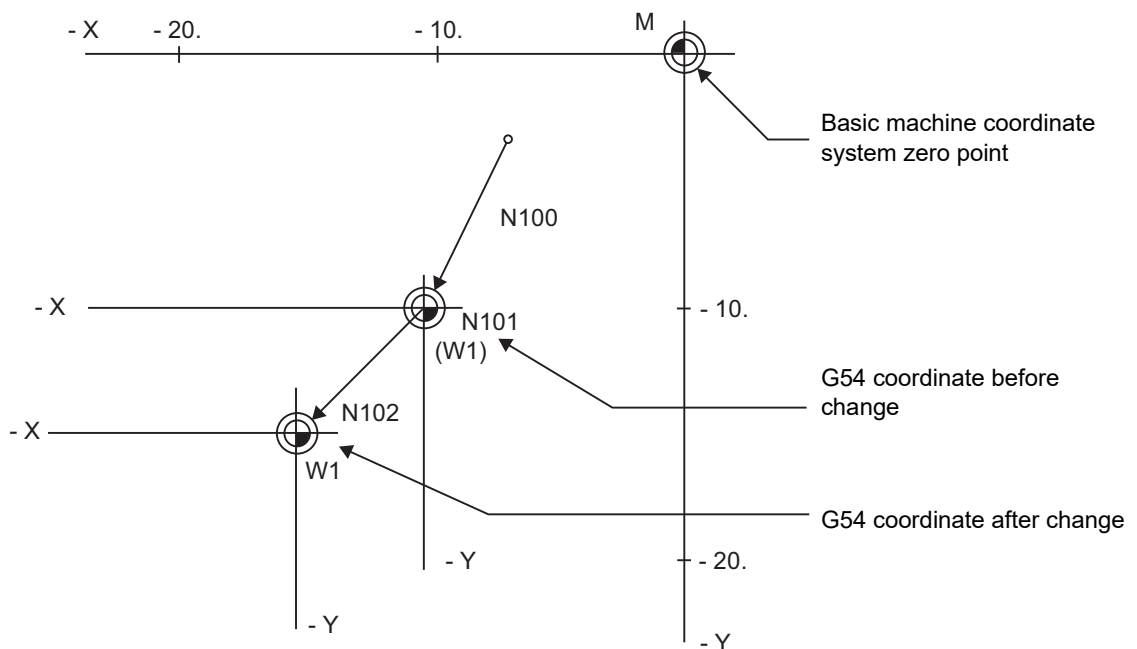 - X
- 20.
- 10.
M
Basic machine coordinate
system zero point
N100
- X
- 10.
N101
(W1)
G54 coordinate before
change
- X
N102
W1
G54 coordinate after change
- Y
- 20.
- Y
- Y